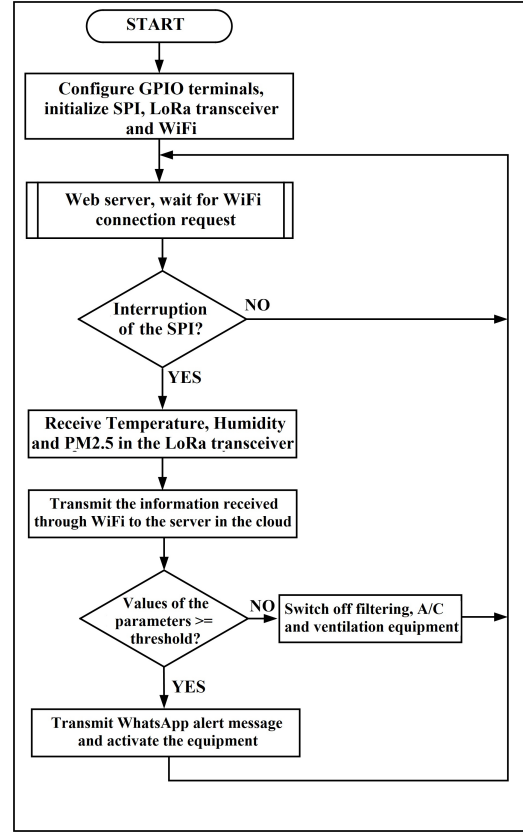 START
Configure GPIO terminals,
initialize SPI, LoRa transceiver
and WiFi
Web server, wait for WiFi
connection request
Interruption
of the SPI?
NO
YES
Receive Temperature, Humidity
and PM2.5 in the LoRa transceiver
Transmit the information received
through WiFi to the server in the cloud
Values of the
parameters >=
threshold?
NO
Switch off filtering, A/C
and ventilation equipment
YES
Transmit WhatsApp alert message
and activate the equipment